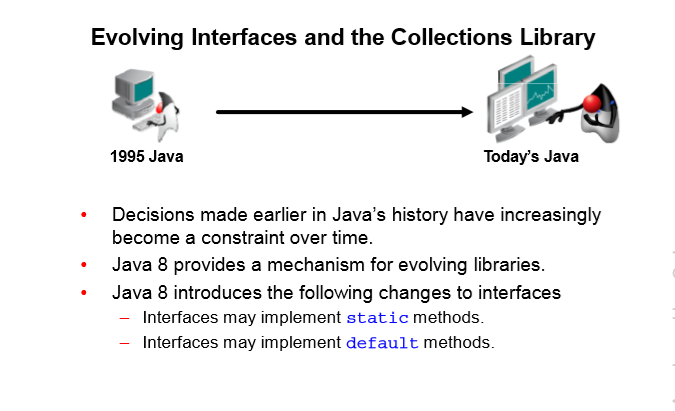 Evolving Interfaces and the Collections Library
1995 Java
Today's Java
• Decisions made earlier in Java's history have increasingly
become a constraint over time.
• Java 8 provides a mechanism for evolving libraries.
• Java 8 introduces the following changes to interfaces
– Interfaces may implement static methods.
– Interfaces may implement default methods.